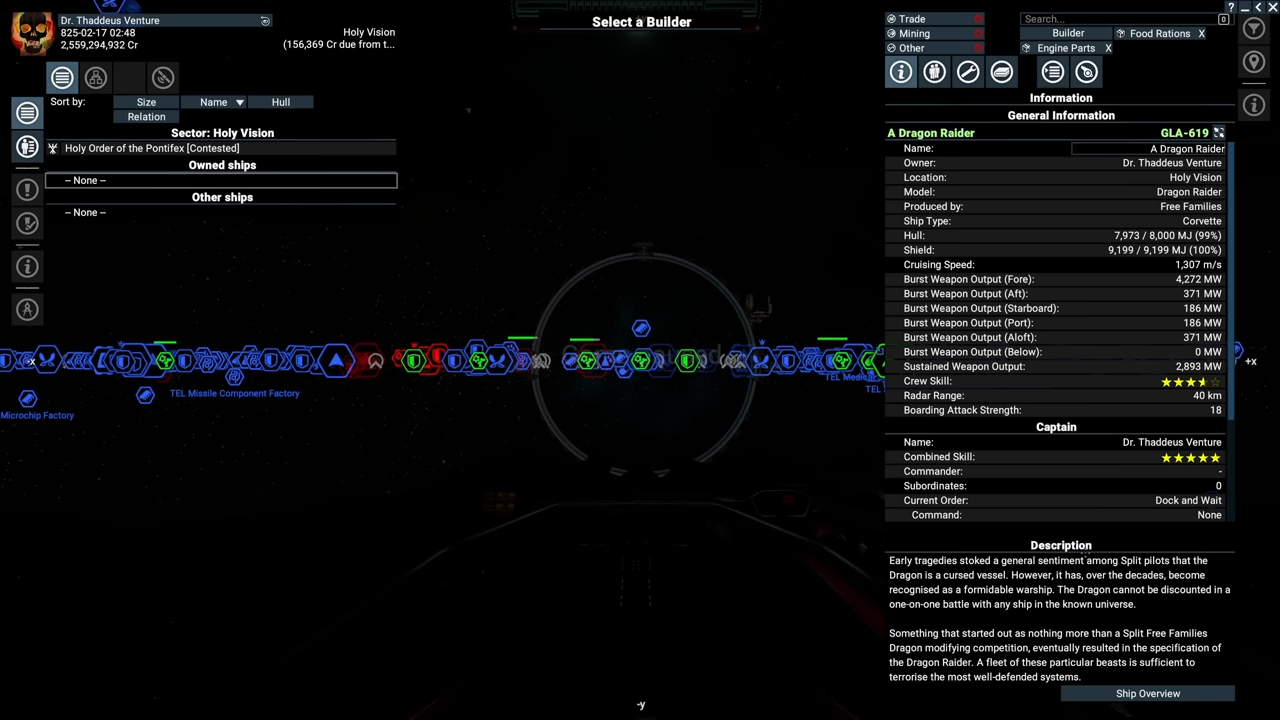 Dr. Thaddeus Venture
825-02-17 02:48
Holy Vision
2,559,294,932 Cr
(156,369 Cr due from t...
Select a Builder
Sort by:
Size
Name
Hull
Relation
Sector: Holy Vision
Holy Order of the Pontifex [Contested]
Owned ships
-- None --
Other ships
-- None --
-x
+x
TEL Missile Component Factory
Microchip Factory
TEL Medic
TEL
-y
Trade
Mining
Other
Search...
0
Builder
Food Rations X
Engine Parts X
Information
General Information
A Dragon Raider GLA-619
Name: A Dragon Raider
Owner: Dr. Thaddeus Venture
Location: Holy Vision
Model: Dragon Raider
Produced by: Free Families
Ship Type: Corvette
Hull: 7,973 / 8,000 MJ (99%)
Shield: 9,199 / 9,199 MJ (100%)
Cruising Speed: 1,307 m/s
Burst Weapon Output (Fore): 4,272 MW
Burst Weapon Output (Aft): 371 MW
Burst Weapon Output (Starboard): 186 MW
Burst Weapon Output (Port): 186 MW
Burst Weapon Output (Aloft): 371 MW
Burst Weapon Output (Below): 0 MW
Sustained Weapon Output: 2,893 MW
Crew Skill:
Radar Range: 40 km
Boarding Attack Strength: 18
Captain
Name: Dr. Thaddeus Venture
Combined Skill: ★★★★★
Commander: -
Subordinates: 0
Current Order: Dock and Wait
Command: None
Description
Early tragedies stoked a general sentiment among Split pilots that the
Dragon is a cursed vessel. However, it has, over the decades, become
recognised as a formidable warship. The Dragon cannot be discounted in a
one-on-one battle with any ship in the known universe.
Something that started out as nothing more than a Split Free Families
Dragon modifying competition, eventually resulted in the specification of
the Dragon Raider. A fleet of these particular beasts is sufficient to
terrorise the most well-defended systems.
Ship Overview